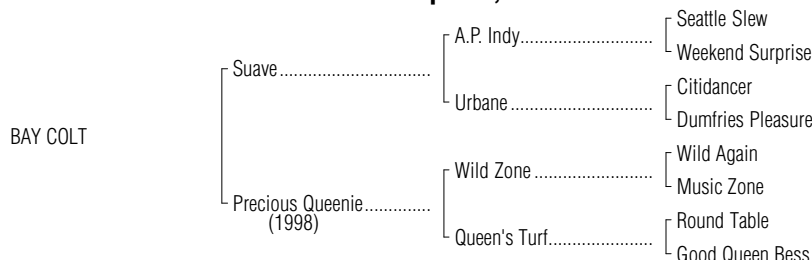 Seattle Slew
A.P. Indy
Weekend Surprise
Suave
Citidancer
Urbane
Dumfries Pleasure
BAY COLT
Wild Again
Wild Zone
Music Zone
Precious Queenie
(1998)
Round Table
Queen's Turf
Good Queen Bess